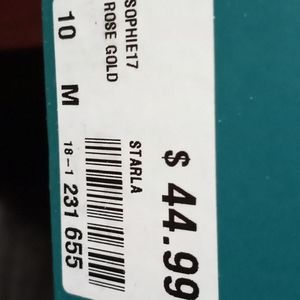 SOPHIE17
ROSE GOLD
10 M
STARLA
18-1 231 655
$ 44.99